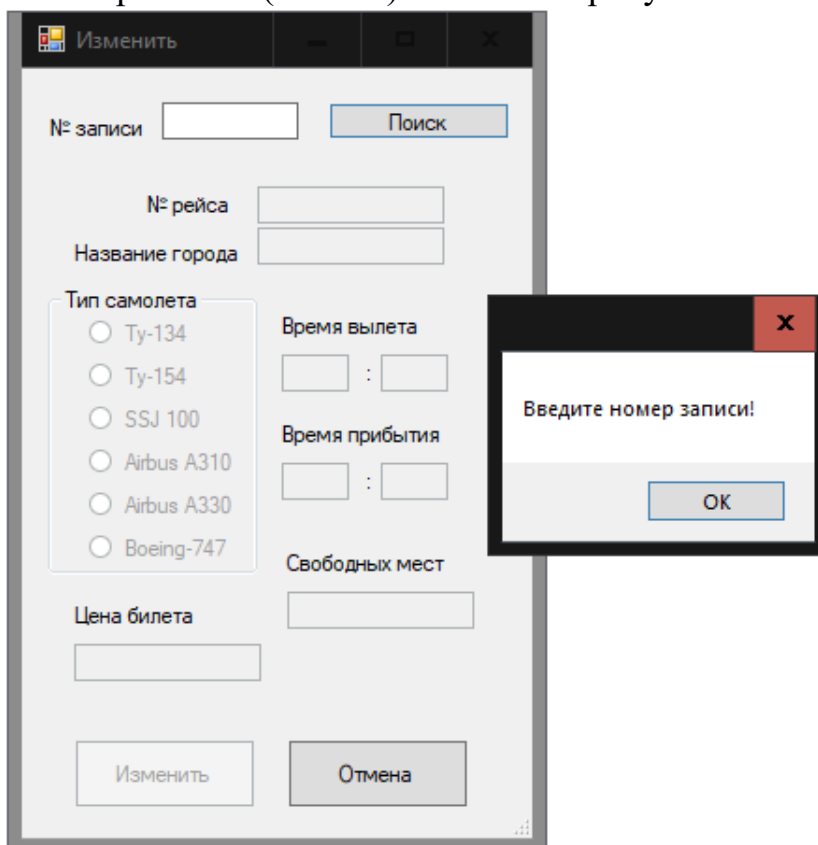 Изменить
№ записи
Поиск
№ рейса
Название города
Тип самолета
Ту-134
Ту-154
SSJ 100
Airbus A310
Airbus A330
Boeing-747
Время вылета
:
Время прибытия
:
Свободных мест
Цена билета
Изменить
Отмена
Введите номер записи!
OK